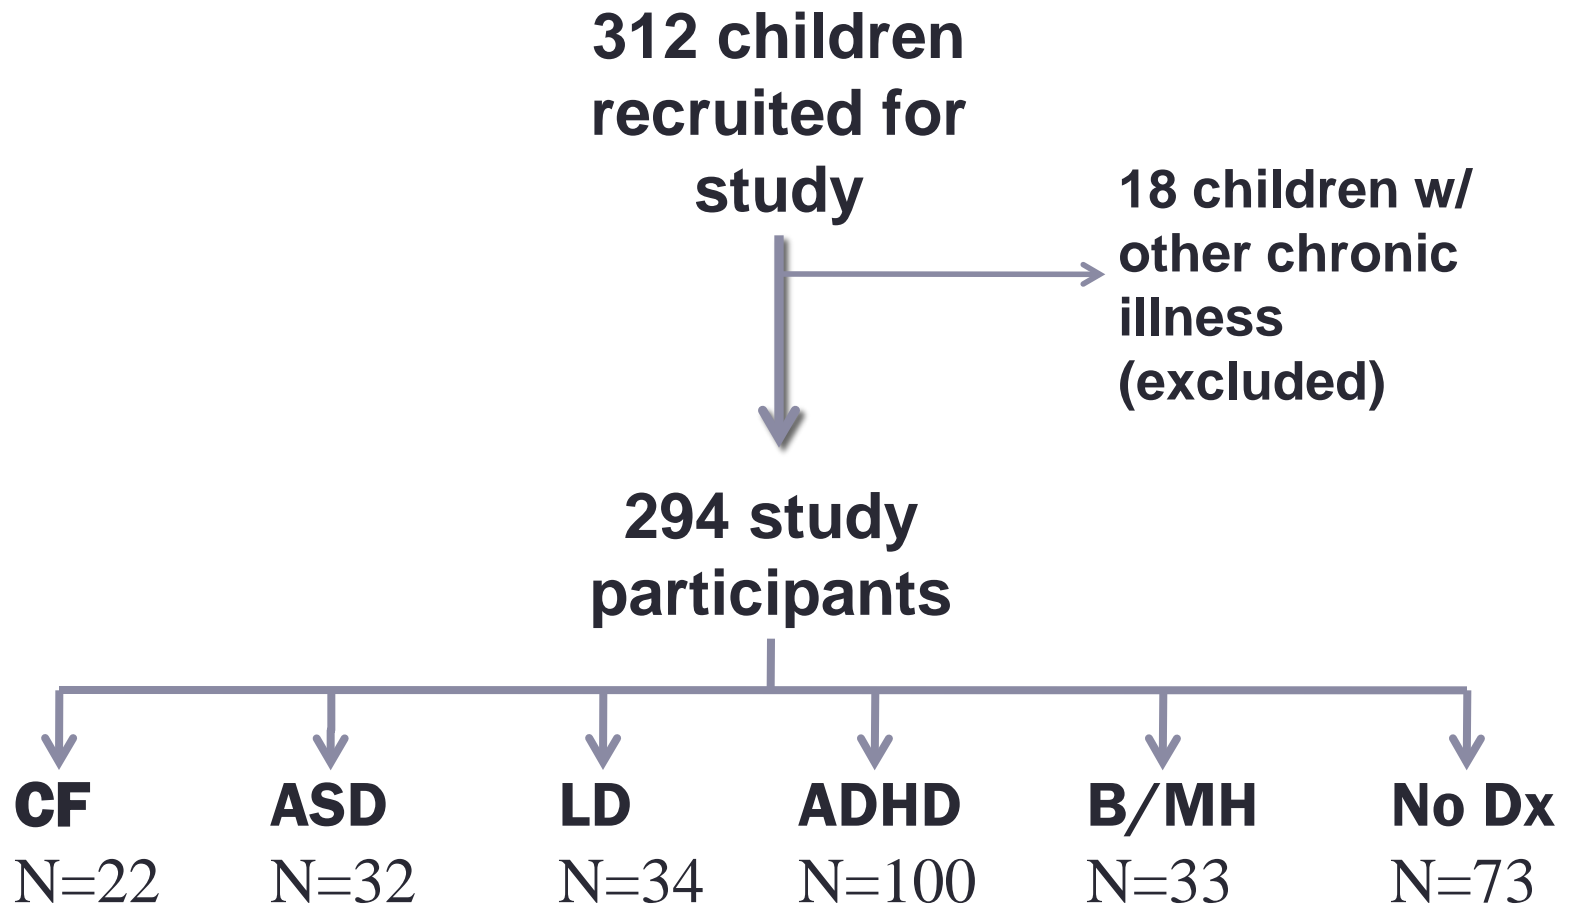 312 children
recruited for
study
18 children w/
other chronic
illness
(excluded)
294 study
participants
CF ASD LD ADHD B/MH No Dx
N=22 N=32 N=34 N=100 N=33 N=73